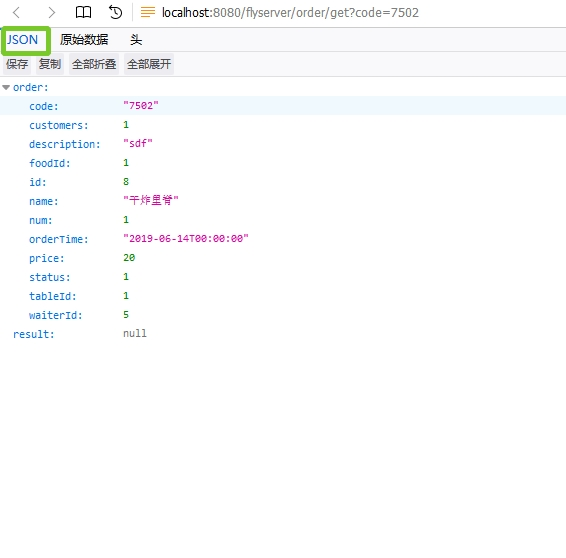 localhost:8080/flyserver/order/get?code=7502
JSON 原始数据 头
保存 复制 全部折叠 全部展开
order:
code: "7502"
customers: 1
description: "sdf"
foodId: 1
id: 8
name: "干炸里脊"
num: 1
orderTime: "2019-06-14T00:00:00"
price: 20
status: 1
tableId: 1
waiterId: 5
result: null